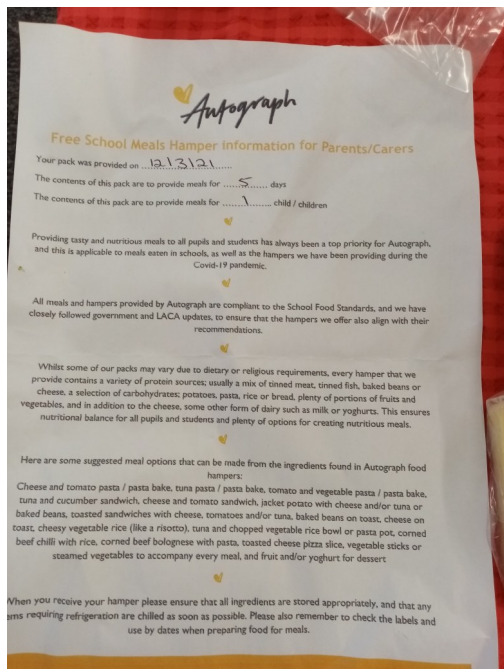 Autograph
Free School Meals Hamper Information for Parents/Carers
Your pack was provided on ...12/3/21......
The contents of this pack are to provide meals for ......5...... days
The contents of this pack are to provide meals for ......1....... child / children
Providing tasty and nutritious meals to all pupils and students has always been a top priority for Autograph,
and this is applicable to meals eaten in schools, as well as the hampers we have been providing during the
Covid-19 pandemic.
All meals and hampers provided by Autograph are compliant to the School Food Standards, and we have
closely followed government and LACA updates, to ensure that the hampers we offer also align with their
recommendations.
Whilst some of our packs may vary due to dietary or religious requirements, every hamper that we
provide contains a variety of protein sources; usually a mix of tinned meat, tinned fish, baked beans or
cheese, a selection of carbohydrates; potatoes, pasta, rice or bread, plenty of portions of fruits and
vegetables, and in addition to the cheese, some other form of dairy such as milk or yoghurts. This ensures
nutritional balance for all pupils and students and plenty of options for creating nutritious meals.
Here are some suggested meal options that can be made from the ingredients found in Autograph food
hampers:
Cheese and tomato pasta / pasta bake, tuna pasta / pasta bake, tomato and vegetable pasta / pasta bake,
tuna and cucumber sandwich, cheese and tomato sandwich, jacket potato with cheese and/or tuna or
baked beans, toasted sandwiches with cheese, tomatoes and/or tuna, baked beans on toast, cheese on
toast, cheesy vegetable rice (like a risotto), tuna and chopped vegetable rice bowl or pasta pot, corned
beef chilli with rice, corned beef bolognese with pasta, toasted cheese pizza slice, vegetable sticks or
steamed vegetables to accompany every meal, and fruit and/or yoghurt for dessert
When you receive your hamper please ensure that all ingredients are stored appropriately, and that any
ems requiring refrigeration are chilled as soon as possible. Please also remember to check the labels and
use by dates when preparing food for meals.